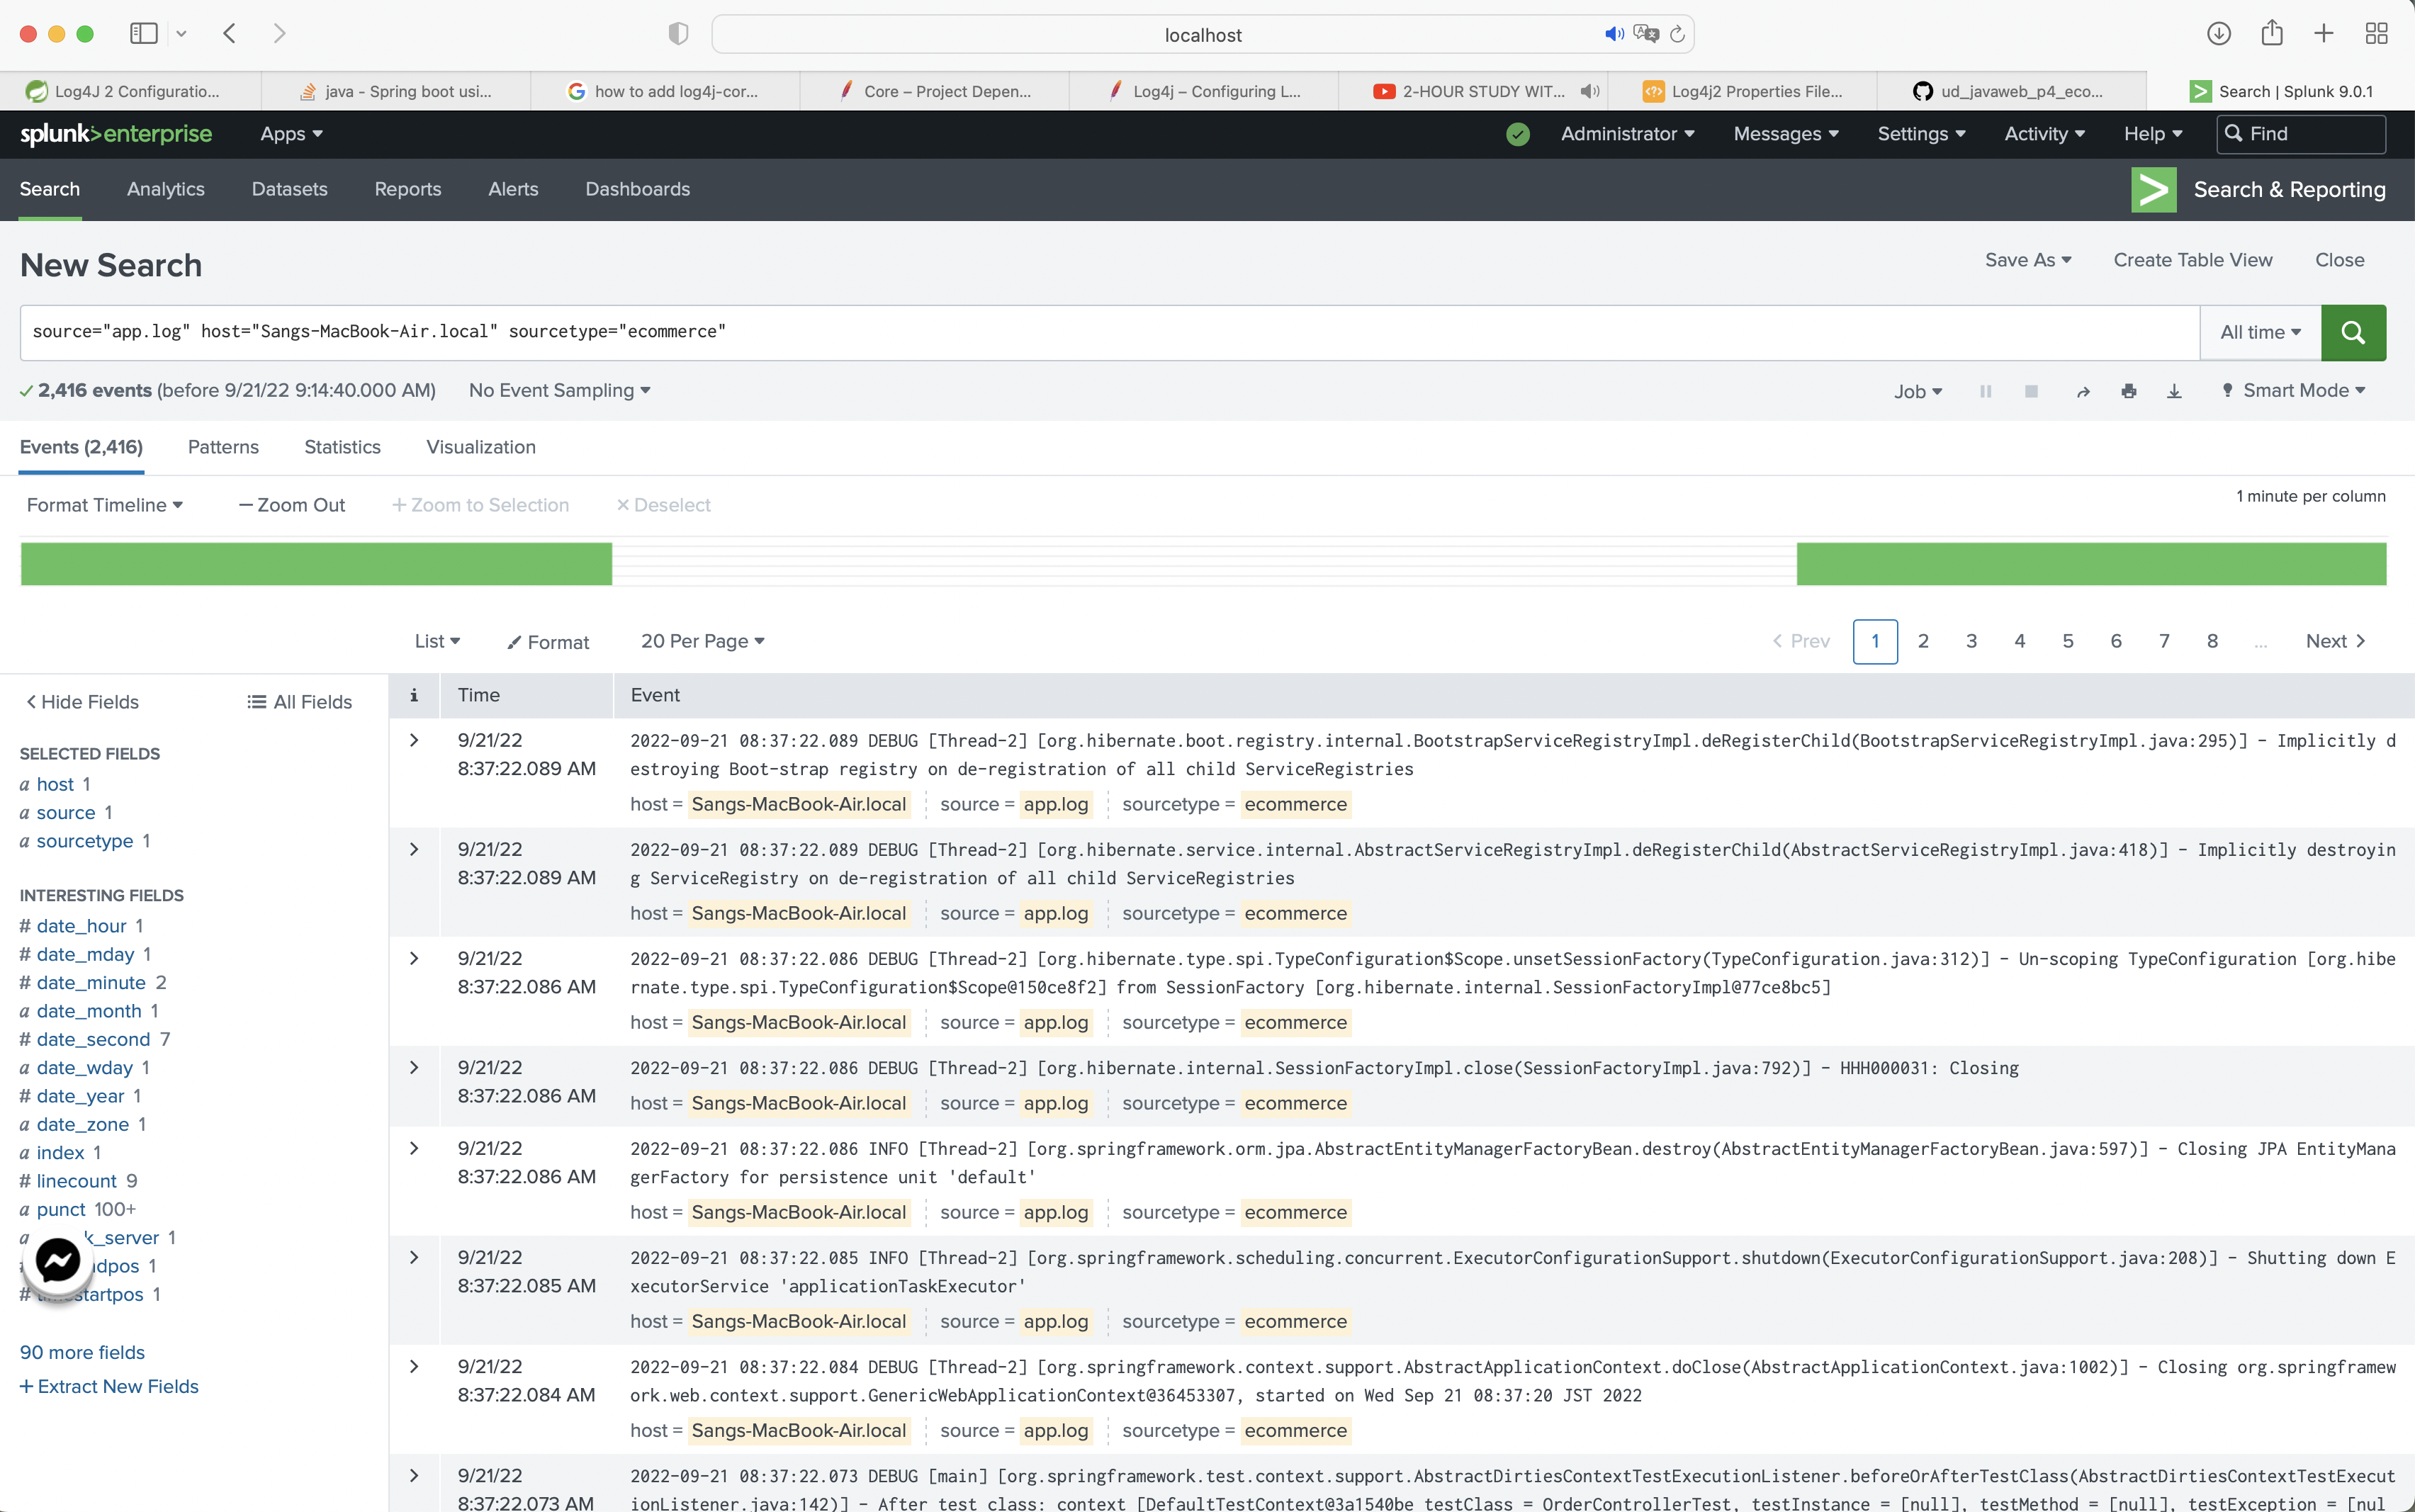 localhost
Log4J 2 Configuratio...
java - Spring boot usi...
how to add log4j-cor...
Core – Project Depen...
Log4j – Configuring L...
2-HOUR STUDY WIT...
Log4j2 Properties File...
ud_javaweb_p4_eco...
Search | Splunk 9.0.1
splunk>enterprise Apps Administrator Messages Settings Activity Help Find
Search Analytics Datasets Reports Alerts Dashboards Search & Reporting
New Search Save As Create Table View Close
source="app.log" host="Sangs-MacBook-Air.local" sourcetype="ecommerce" All time
2,416 events (before 9/21/22 9:14:40.000 AM) No Event Sampling Job Smart Mode
Events (2,416) Patterns Statistics Visualization
Format Timeline – Zoom Out + Zoom to Selection × Deselect 1 minute per column
List Format 20 Per Page < Prev 1 2 3 4 5 6 7 8 ... Next >
< Hide Fields All Fields
SELECTED FIELDS
a host 1
a source 1
a sourcetype 1
INTERESTING FIELDS
# date_hour 1
# date_mday 1
# date_minute 2
a date_month 1
# date_second 7
a date_wday 1
# date_year 1
a date_zone 1
a index 1
# linecount 9
a punct 100+
a k_server 1
dpos 1
# startpos 1
90 more fields
+ Extract New Fields
i Time Event
9/21/22 2022-09-21 08:37:22.089 DEBUG [Thread-2] [org.hibernate.boot.registry.internal.BootstrapServiceRegistryImpl.deRegisterChild(BootstrapServiceRegistryImpl.java:295)] - Implicitly d
8:37:22.089 AM estroying Boot-strap registry on de-registration of all child ServiceRegistries
host = Sangs-MacBook-Air.local source = app.log sourcetype = ecommerce
9/21/22 2022-09-21 08:37:22.089 DEBUG [Thread-2] [org.hibernate.service.internal.AbstractServiceRegistryImpl.deRegisterChild(AbstractServiceRegistryImpl.java:418)] - Implicitly destroyin
8:37:22.089 AM g ServiceRegistry on de-registration of all child ServiceRegistries
host = Sangs-MacBook-Air.local source = app.log sourcetype = ecommerce
9/21/22 2022-09-21 08:37:22.086 DEBUG [Thread-2] [org.hibernate.type.spi.TypeConfiguration$Scope.unsetSessionFactory(TypeConfiguration.java:312)] - Un-scoping TypeConfiguration [org.hibe
8:37:22.086 AM rnate.type.spi.TypeConfiguration$Scope@150ce8f2] from SessionFactory [org.hibernate.internal.SessionFactoryImpl@77ce8bc5]
host = Sangs-MacBook-Air.local source = app.log sourcetype = ecommerce
9/21/22 2022-09-21 08:37:22.086 DEBUG [Thread-2] [org.hibernate.internal.SessionFactoryImpl.close(SessionFactoryImpl.java:792)] - HHH000031: Closing
8:37:22.086 AM host = Sangs-MacBook-Air.local source = app.log sourcetype = ecommerce
9/21/22 2022-09-21 08:37:22.086 INFO [Thread-2] [org.springframework.orm.jpa.AbstractEntityManagerFactoryBean.destroy(AbstractEntityManagerFactoryBean.java:597)] - Closing JPA EntityMana
8:37:22.086 AM gerFactory for persistence unit 'default'
host = Sangs-MacBook-Air.local source = app.log sourcetype = ecommerce
9/21/22 2022-09-21 08:37:22.085 INFO [Thread-2] [org.springframework.scheduling.concurrent.ExecutorConfigurationSupport.shutdown(ExecutorConfigurationSupport.java:208)] - Shutting down E
8:37:22.085 AM xecutorService 'applicationTaskExecutor'
host = Sangs-MacBook-Air.local source = app.log sourcetype = ecommerce
9/21/22 2022-09-21 08:37:22.084 DEBUG [Thread-2] [org.springframework.context.support.AbstractApplicationContext.doClose(AbstractApplicationContext.java:1002)] - Closing org.springframew
8:37:22.084 AM ork.web.context.support.GenericWebApplicationContext@36453307, started on Wed Sep 21 08:37:20 JST 2022
host = Sangs-MacBook-Air.local source = app.log sourcetype = ecommerce
9/21/22 2022-09-21 08:37:22.073 DEBUG [main] [org.springframework.test.context.support.AbstractDirtiesContextTestExecutionListener.beforeOrAfterTestClass(AbstractDirtiesContextTestExecut
8:37:22.073 AM ionListener.java:142)] - After test class: context [DefaultTestContext@3a1540be testClass = OrderControllerTest, testInstance = [null], testMethod = [null], testException = [nul